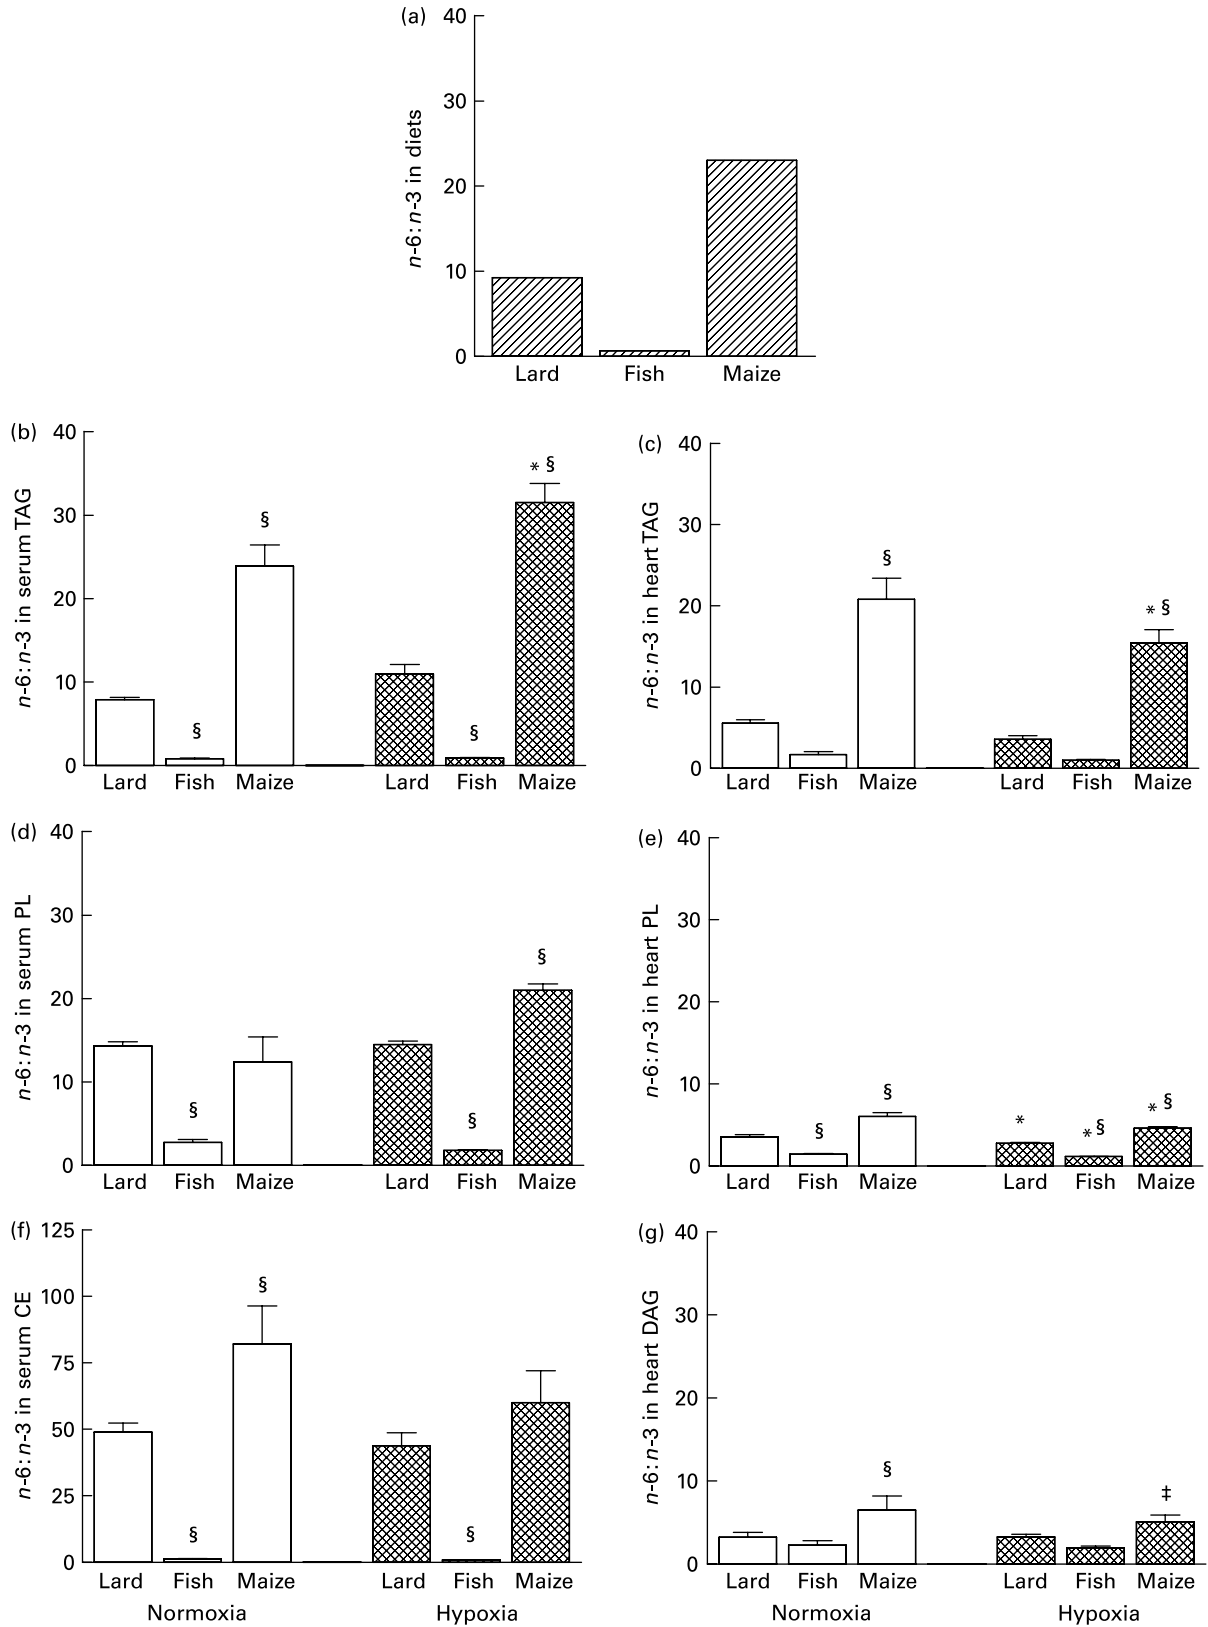 (a)
n-6:n-3 in diets
40
30
20
10
0
Lard Fish Maize
(b)
n-6:n-3 in serum TAG
40
30
20
10
0
§ § § * §
Lard Fish Maize Lard Fish Maize
(c)
n-6:n-3 in heart TAG
40
30
20
10
0
§ * §
Lard Fish Maize Lard Fish Maize
(d)
n-6:n-3 in serum PL
40
30
20
10
0
§ § §
Lard Fish Maize Lard Fish Maize
(e)
n-6:n-3 in heart PL
40
30
20
10
0
§ § * * § * §
Lard Fish Maize Lard Fish Maize
(f)
n-6:n-3 in serum CE
125
100
75
50
25
0
§ § §
Lard Fish Maize Lard Fish Maize
Normoxia Hypoxia
(g)
n-6:n-3 in heart DAG
40
30
20
10
0
§ ‡
Lard Fish Maize Lard Fish Maize
Normoxia Hypoxia